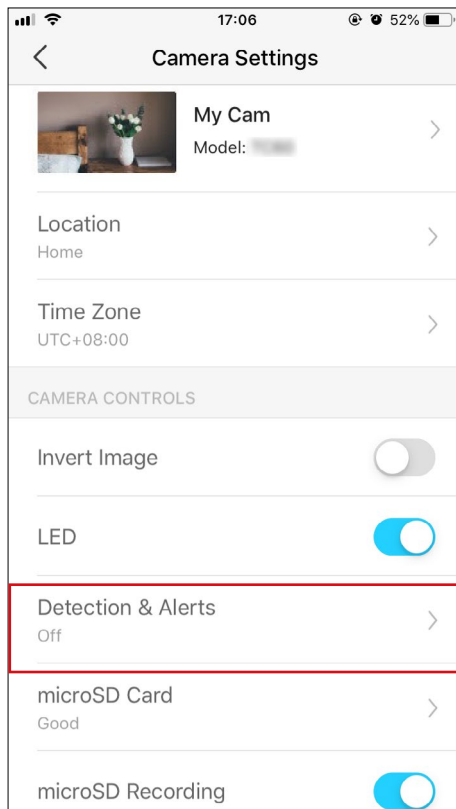 17:06
52%
Camera Settings
My Cam
Model:
Location
Home
Time Zone
UTC+08:00
CAMERA CONTROLS
Invert Image
LED
Detection & Alerts
Off
microSD Card
Good
microSD Recording